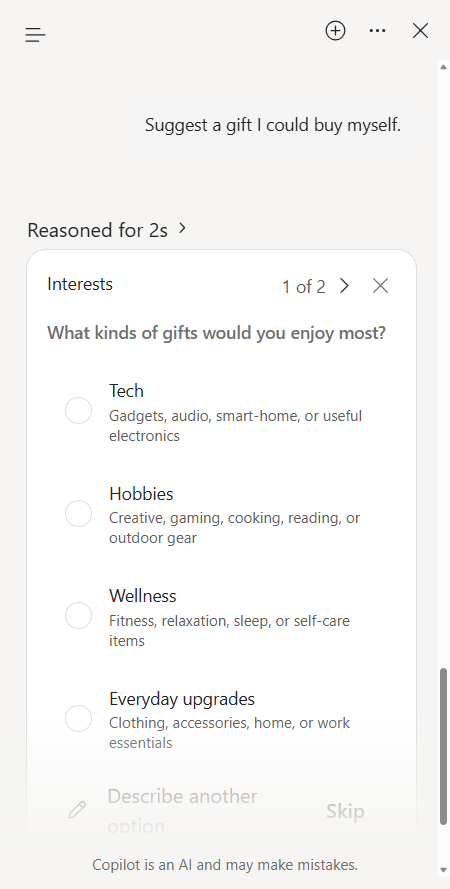 Suggest a gift I could buy myself.
Reasoned for 2s
Interests
1 of 2
What kinds of gifts would you enjoy most?
Tech
Gadgets, audio, smart-home, or useful
electronics
Hobbies
Creative, gaming, cooking, reading, or
outdoor gear
Wellness
Fitness, relaxation, sleep, or self-care
items
Everyday upgrades
Clothing, accessories, home, or work
essentials
Describe another
option
Skip
Copilot is an AI and may make mistakes.